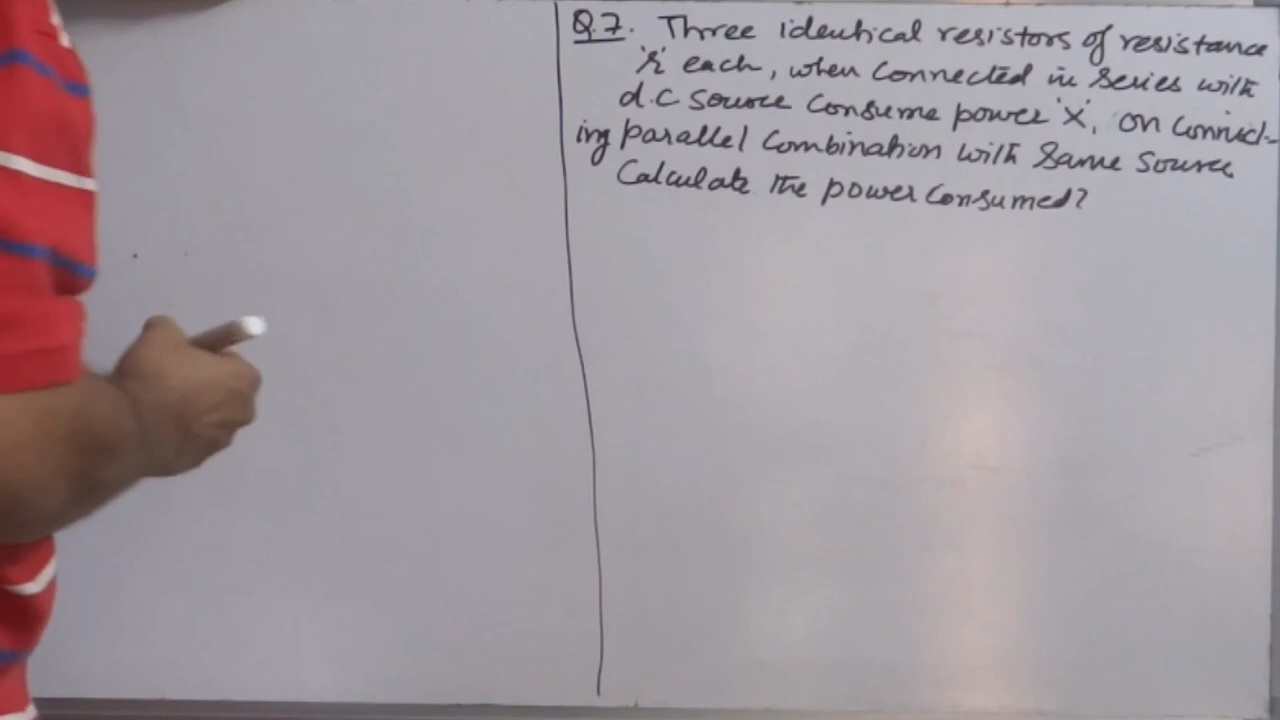 Q.7. Three identical resistors of resistance
'r' each, when connected in series with
d.c source consume power 'X', on connect-
ing parallel combination with same source
Calculate the power consumed?